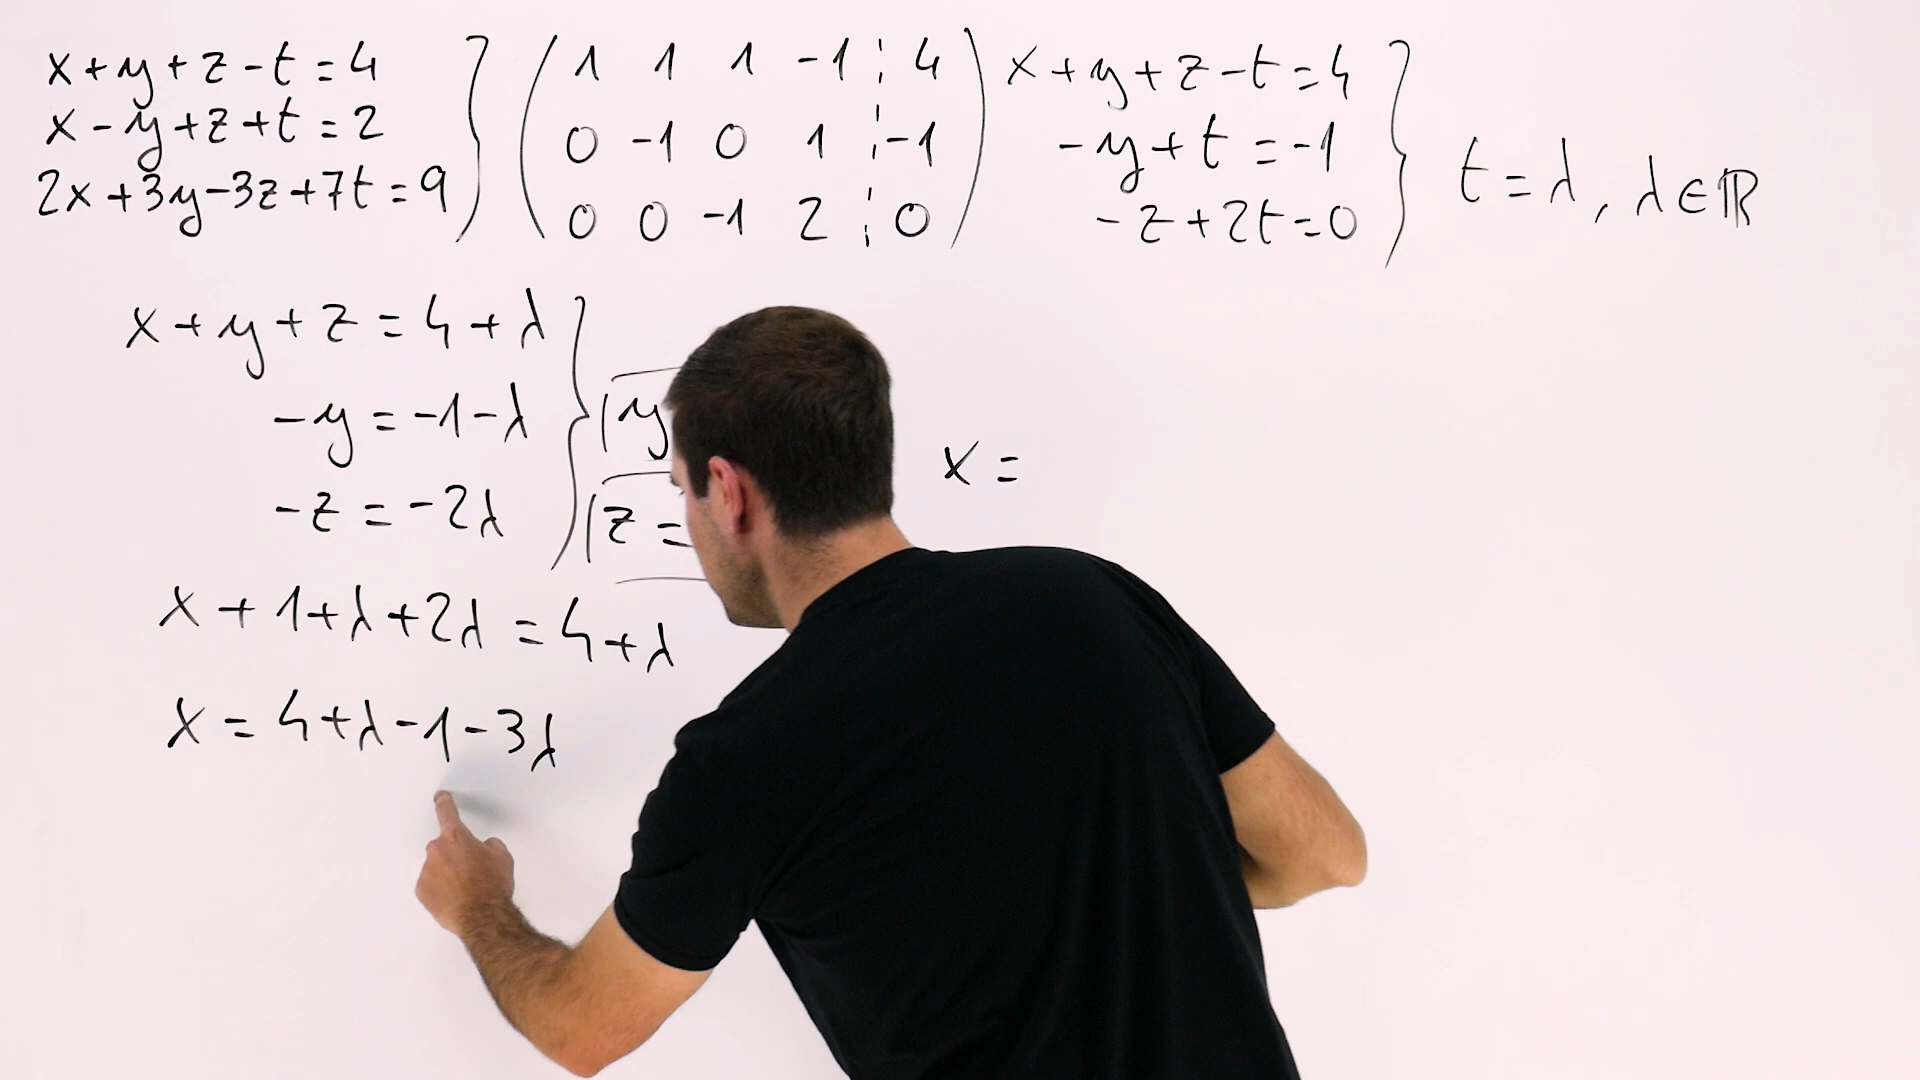 x+y+z-t=4
x-y+z+t=2
2x+3y-3z+7t=9
1 1 1 -1 4
0 -1 0 1 -1
0 0 -1 2 0
x+y+z-t=4
-y+t=-1
-z+2t=0
t=λ, λ∈ℝ
x+y+z=4+λ
-y=-1-λ
-z=-2λ
y
z=
x+1+λ+2λ=4+λ
x=4+λ-1-3λ
x=